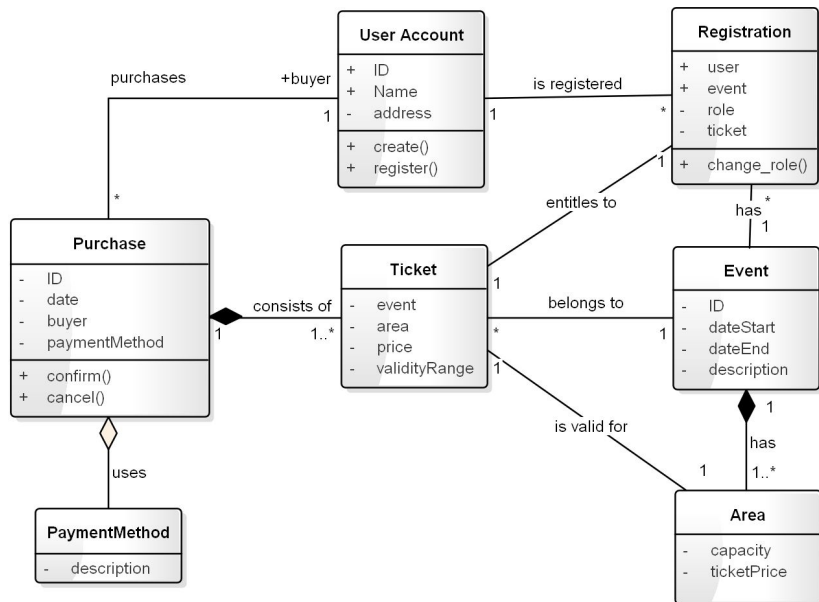 User Account
+ ID
+ Name
- address
+ create()
+ register()
Registration
+ user
+ event
- role
- ticket
+ change_role()
purchases
+buyer
1
*
is registered
1
*
entitles to
1
1
has
*
1
Purchase
- ID
- date
- buyer
- paymentMethod
+ confirm()
+ cancel()
consists of
1
1..*
Ticket
- event
- area
- price
- validityRange
belongs to
*
1
Event
- ID
- dateStart
- dateEnd
- description
is valid for
1
1
has
1
1..*
uses
PaymentMethod
- description
Area
- capacity
- ticketPrice